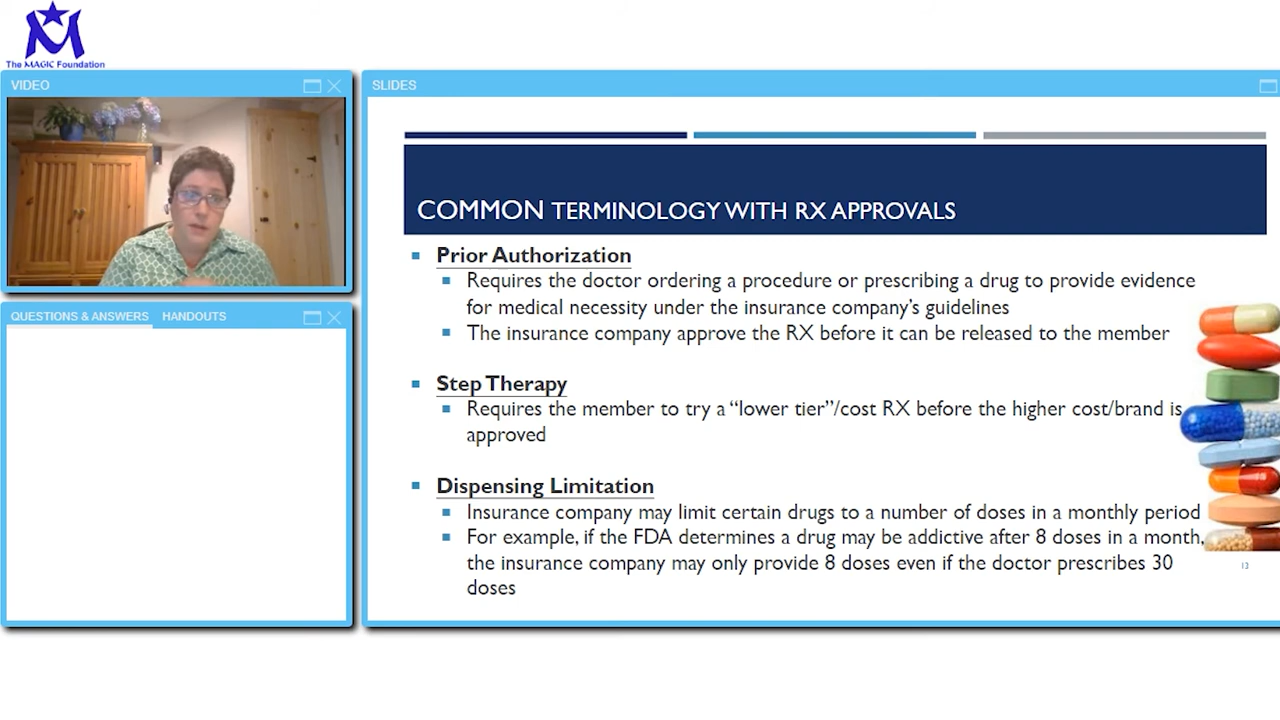 The MAGIC Foundation
VIDEO
QUESTIONS & ANSWERS HANDOUTS
SLIDES
COMMON TERMINOLOGY WITH RX APPROVALS
Prior Authorization
Requires the doctor ordering a procedure or prescribing a drug to provide evidence
for medical necessity under the insurance company's guidelines
The insurance company approve the RX before it can be released to the member
Step Therapy
Requires the member to try a “lower tier”/cost RX before the higher cost/brand is
approved
Dispensing Limitation
Insurance company may limit certain drugs to a number of doses in a monthly period
For example, if the FDA determines a drug may be addictive after 8 doses in a month,
the insurance company may only provide 8 doses even if the doctor prescribes 30
doses
13